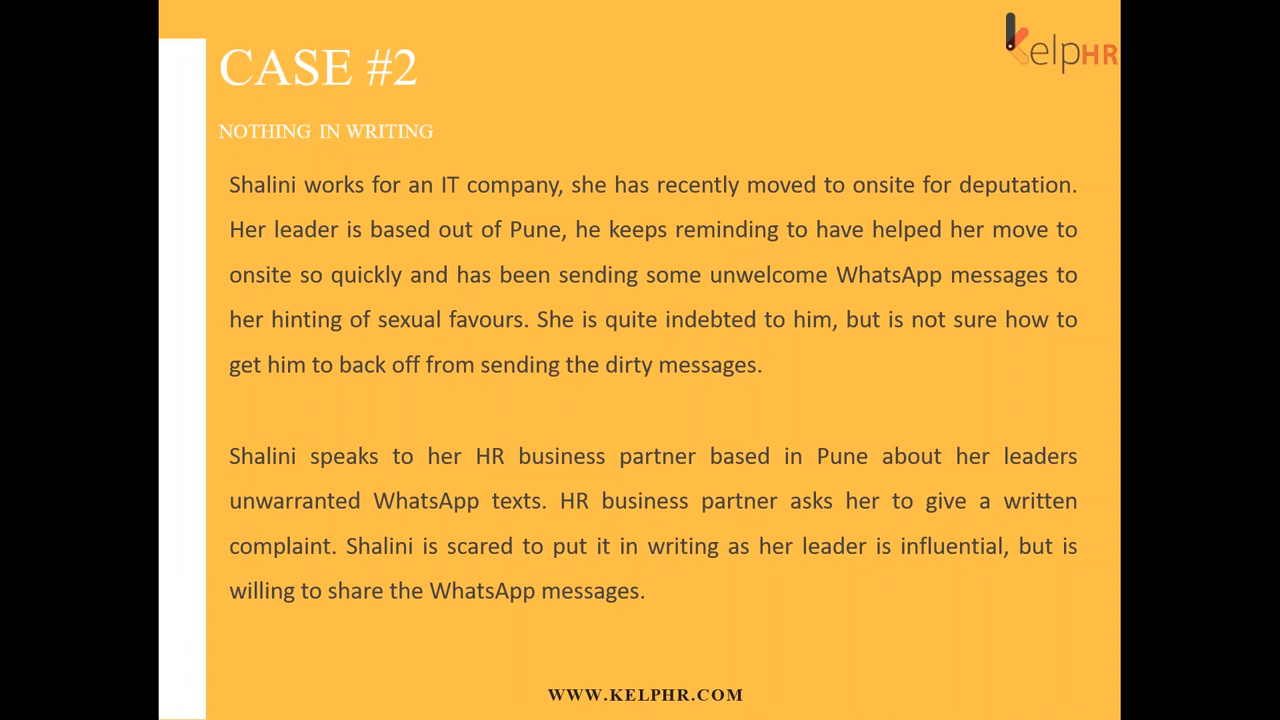 CASE #2
kelpHR
NOTHING IN WRITING
Shalini works for an IT company, she has recently moved to onsite for deputation.
Her leader is based out of Pune, he keeps reminding to have helped her move to
onsite so quickly and has been sending some unwelcome WhatsApp messages to
her hinting of sexual favours. She is quite indebted to him, but is not sure how to
get him to back off from sending the dirty messages.
Shalini speaks to her HR business partner based in Pune about her leaders
unwarranted WhatsApp texts. HR business partner asks her to give a written
complaint. Shalini is scared to put it in writing as her leader is influential, but is
willing to share the WhatsApp messages.
WWW.KELPHR.COM